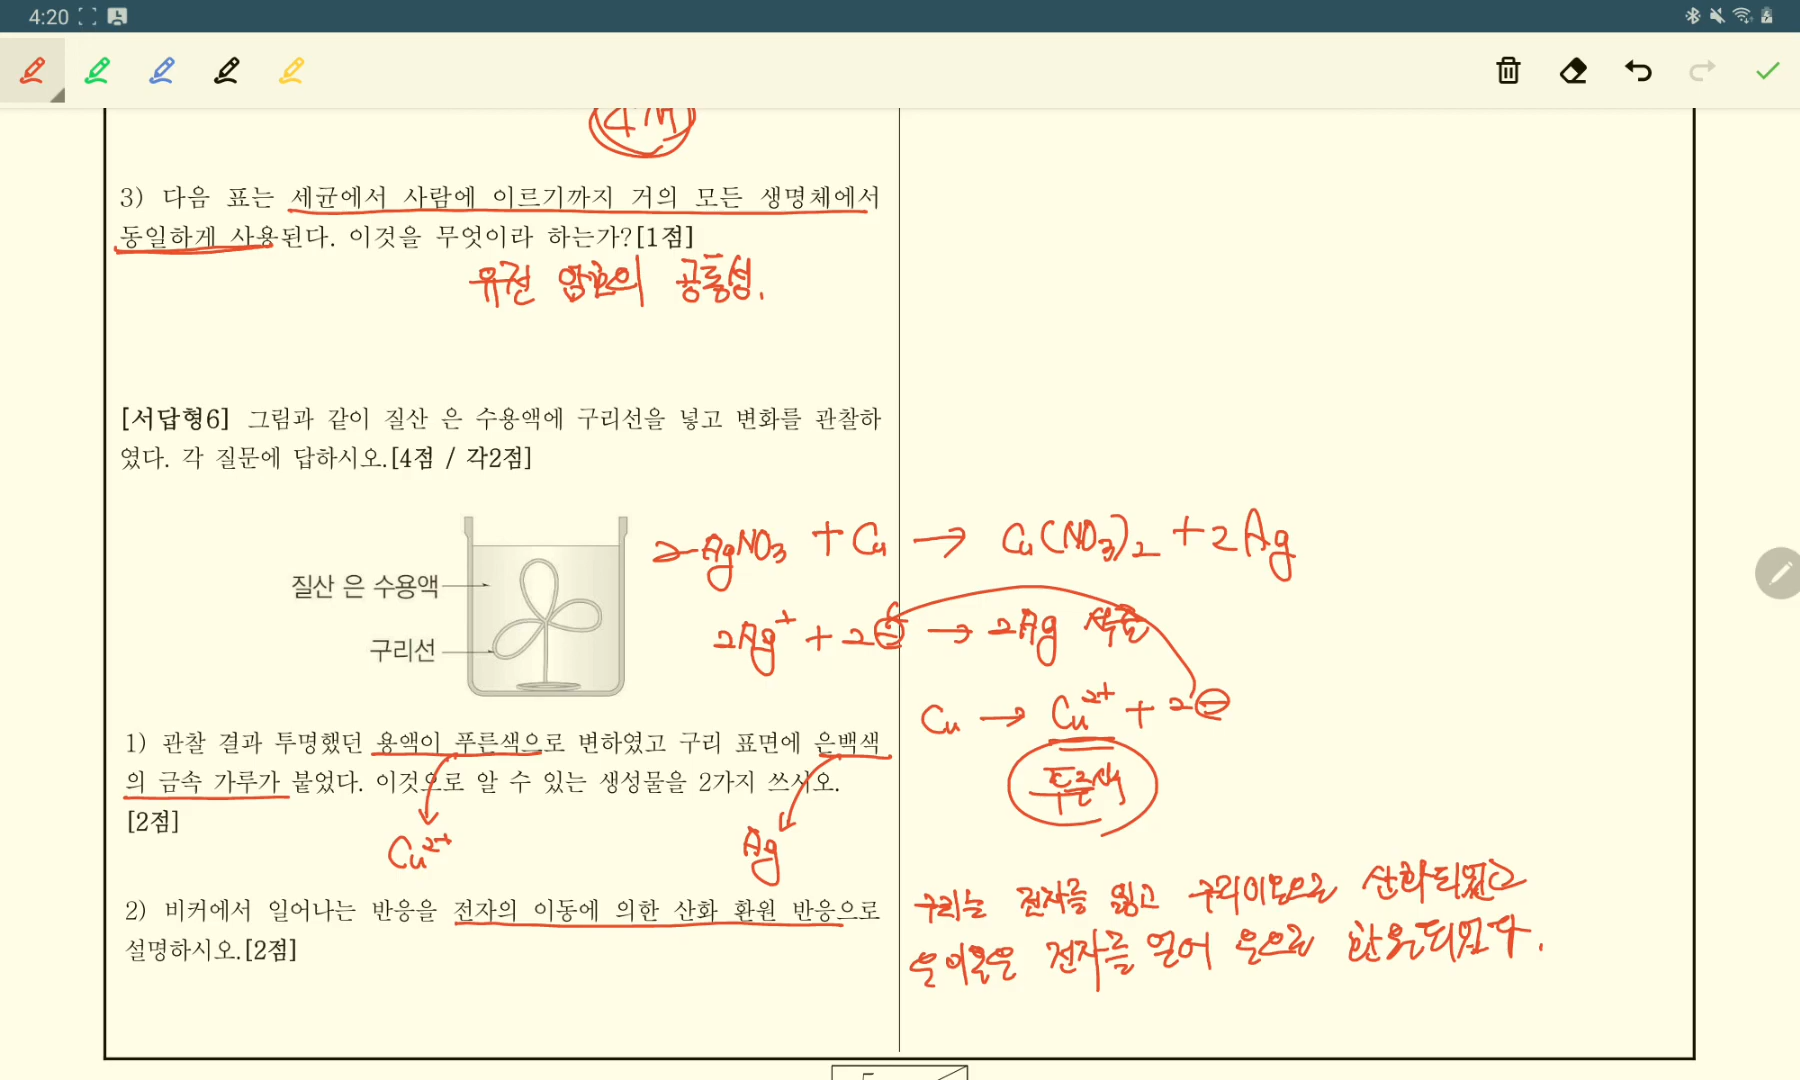 4:20
3) 다음 표는 세균에서 사람에 이르기까지 거의 모든 생명체에서
동일하게 사용된다. 이것을 무엇이라 하는가?[1점]
유전 암호의 공통성.
[서답형6] 그림과 같이 질산 은 수용액에 구리선을 넣고 변화를 관찰하
였다. 각 질문에 답하시오.[4점 / 각2점]
질산 은 수용액
구리선
2AgNO3 + Cu → Cu(NO3)2 + 2Ag
2Ag+ + 2⊖ → 2Ag 석출
Cu → Cu2+ + 2⊖
푸른색
1) 관찰 결과 투명했던 용액이 푸른색으로 변하였고 구리 표면에 은백색
의 금속 가루가 붙었다. 이것으로 알 수 있는 생성물을 2가지 쓰시오.
[2점]
Cu2+
Ag
2) 비커에서 일어나는 반응을 전자의 이동에 의한 산화 환원 반응으로
설명하시오.[2점]
구리는 전자를 잃고 구리이온으로 산화되었고
은이온은 전자를 얻어 은으로 환원되었다.